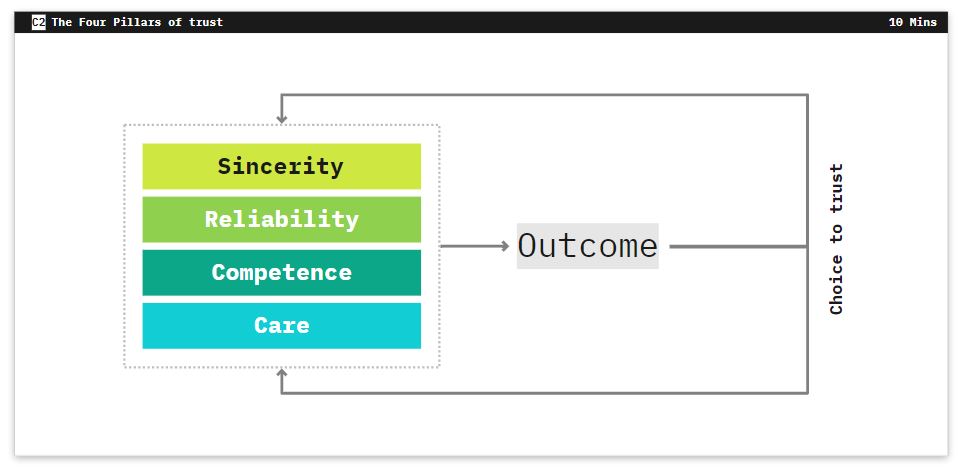 C2 The Four Pillars of trust
10 Mins
Sincerity
Reliability
Competence
Care
Outcome
Choice to trust